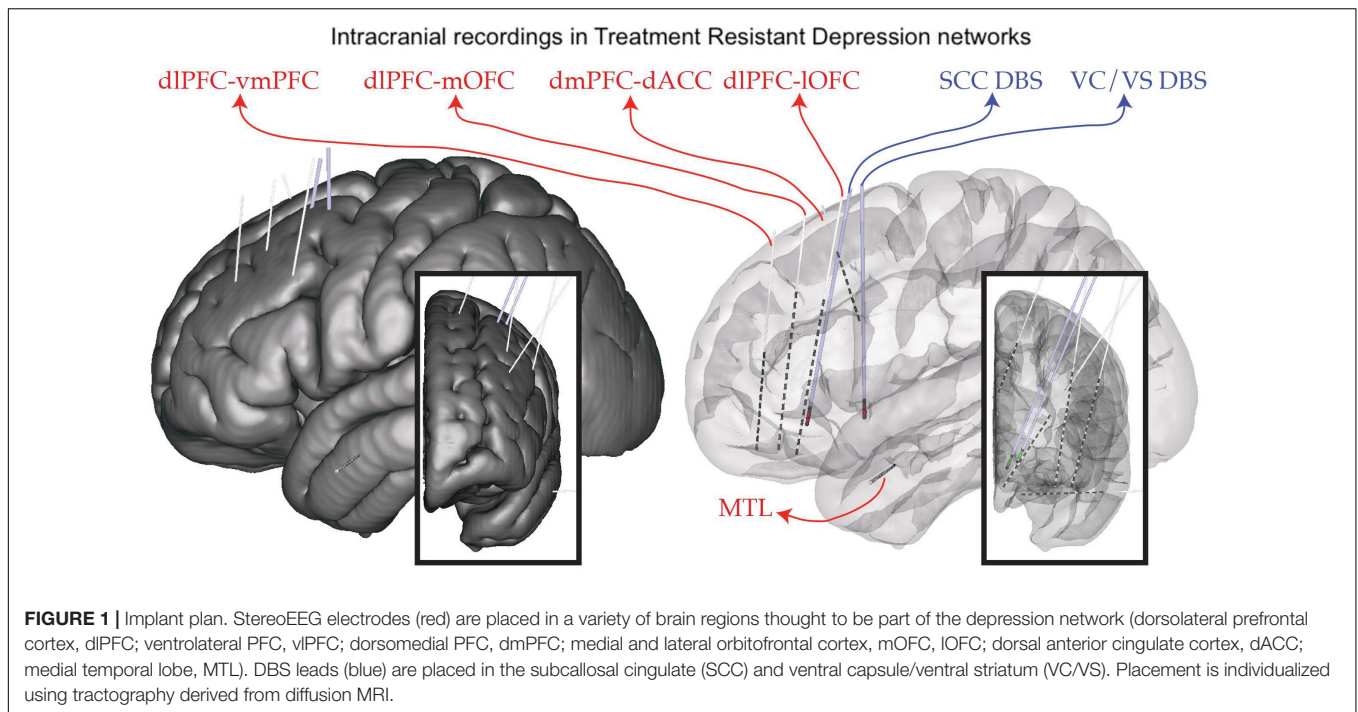 Intracranial recordings in Treatment Resistant Depression networks
dlPFC-vmPFC dlPFC-mOFC dmPFC-dACC dlPFC-lOFC SCC DBS VC/VS DBS
MTL
FIGURE 1 | Implant plan. StereoEEG electrodes (red) are placed in a variety of brain regions thought to be part of the depression network (dorsolateral prefrontal
cortex, dlPFC; ventrolateral PFC, vlPFC; dorsomedial PFC, dmPFC; medial and lateral orbitofrontal cortex, mOFC, lOFC; dorsal anterior cingulate cortex, dACC;
medial temporal lobe, MTL). DBS leads (blue) are placed in the subcallosal cingulate (SCC) and ventral capsule/ventral striatum (VC/VS). Placement is individualized
using tractography derived from diffusion MRI.